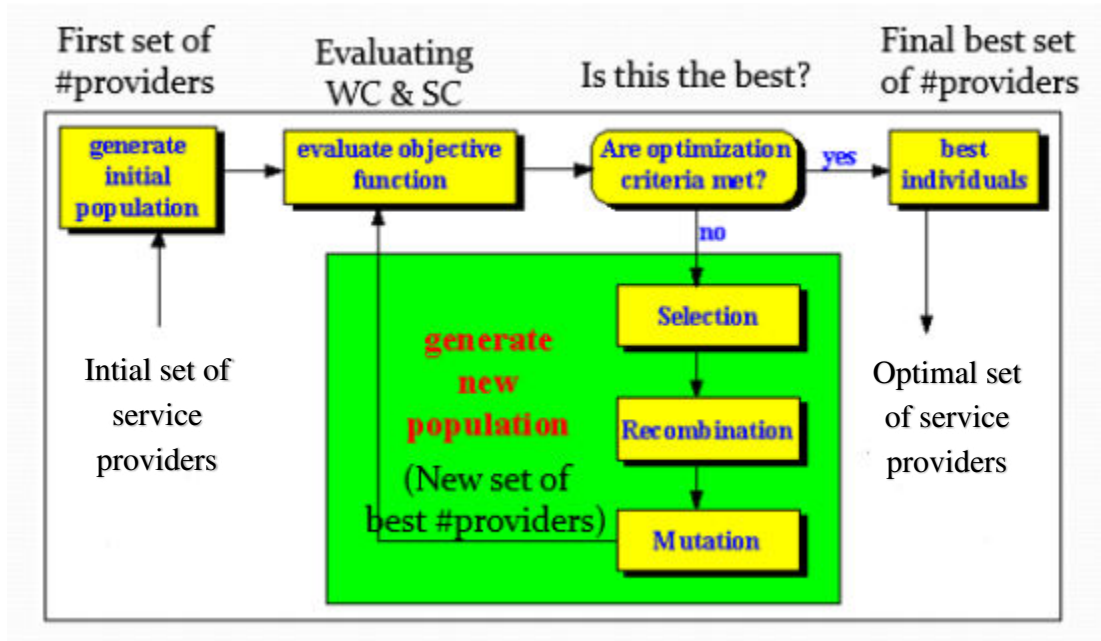 First set of
#providers
Evaluating
WC & SC
Is this the best?
Final best set
of #providers
generate
initial
population
evaluate objective
function
Are optimization
criteria met?
yes
best
individuals
no
Selection
generate
new
population
(New set of
best #providers)
Recombination
Mutation
Intial set of
service
providers
Optimal set
of service
providers